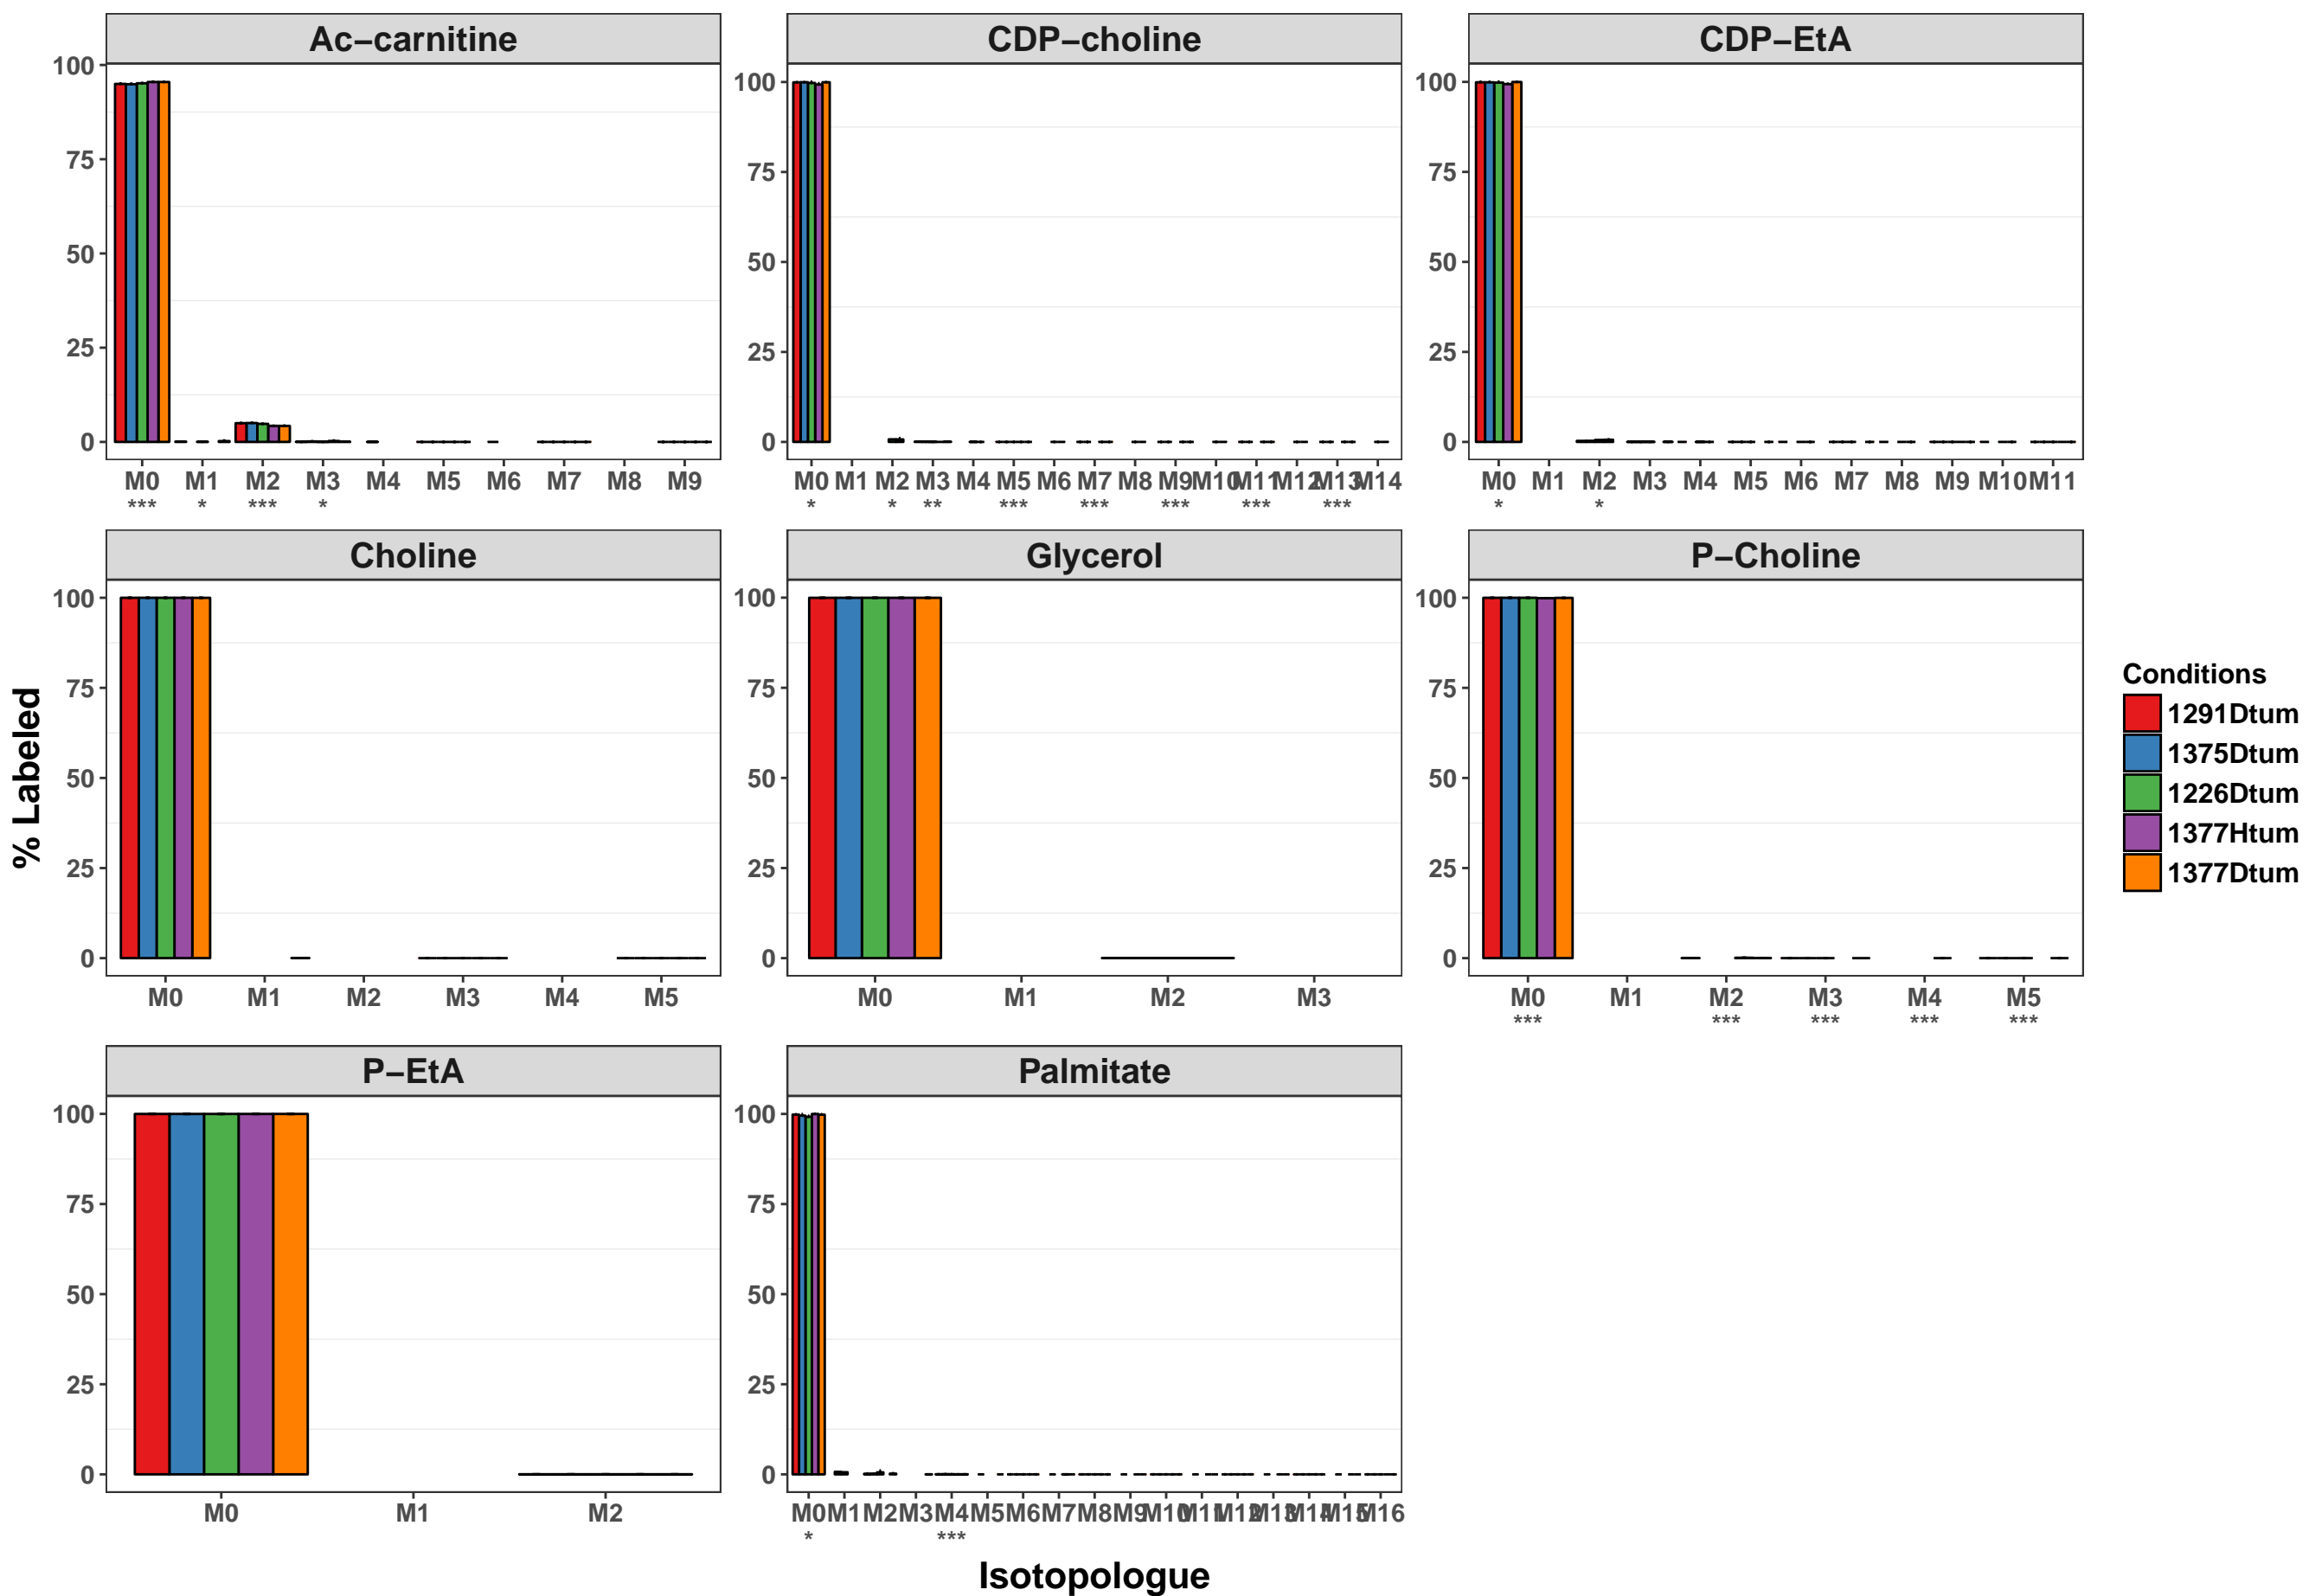 Ac−carnitine
CDP−choline
CDP−EtA
100
75
50
25
0
M0 M1 M2 M3 M4 M5 M6 M7 M8 M9
*** * *** *
100
75
50
25
0
M0 M1 M2 M3 M4 M5 M6 M7 M8 M9 M10 M11 M12 M13 M14
* * ** *** *** *** *** ***
100
75
50
25
0
M0 M1 M2 M3 M4 M5 M6 M7 M8 M9 M10 M11
* *
Choline
Glycerol
P−Choline
100
75
50
25
0
M0 M1 M2 M3 M4 M5
100
75
50
25
0
M0 M1 M2 M3
100
75
50
25
0
M0 M1 M2 M3 M4 M5
*** *** *** *** ***
P−EtA
Palmitate
100
75
50
25
0
M0 M1 M2
100
75
50
25
0
M0 M1 M2 M3 M4 M5 M6 M7 M8 M9 M10 M11 M12 M13 M14 M15 M16
* ***
% Labeled
Isotopologue
Conditions
1291Dtum
1375Dtum
1226Dtum
1377Htum
1377Dtum